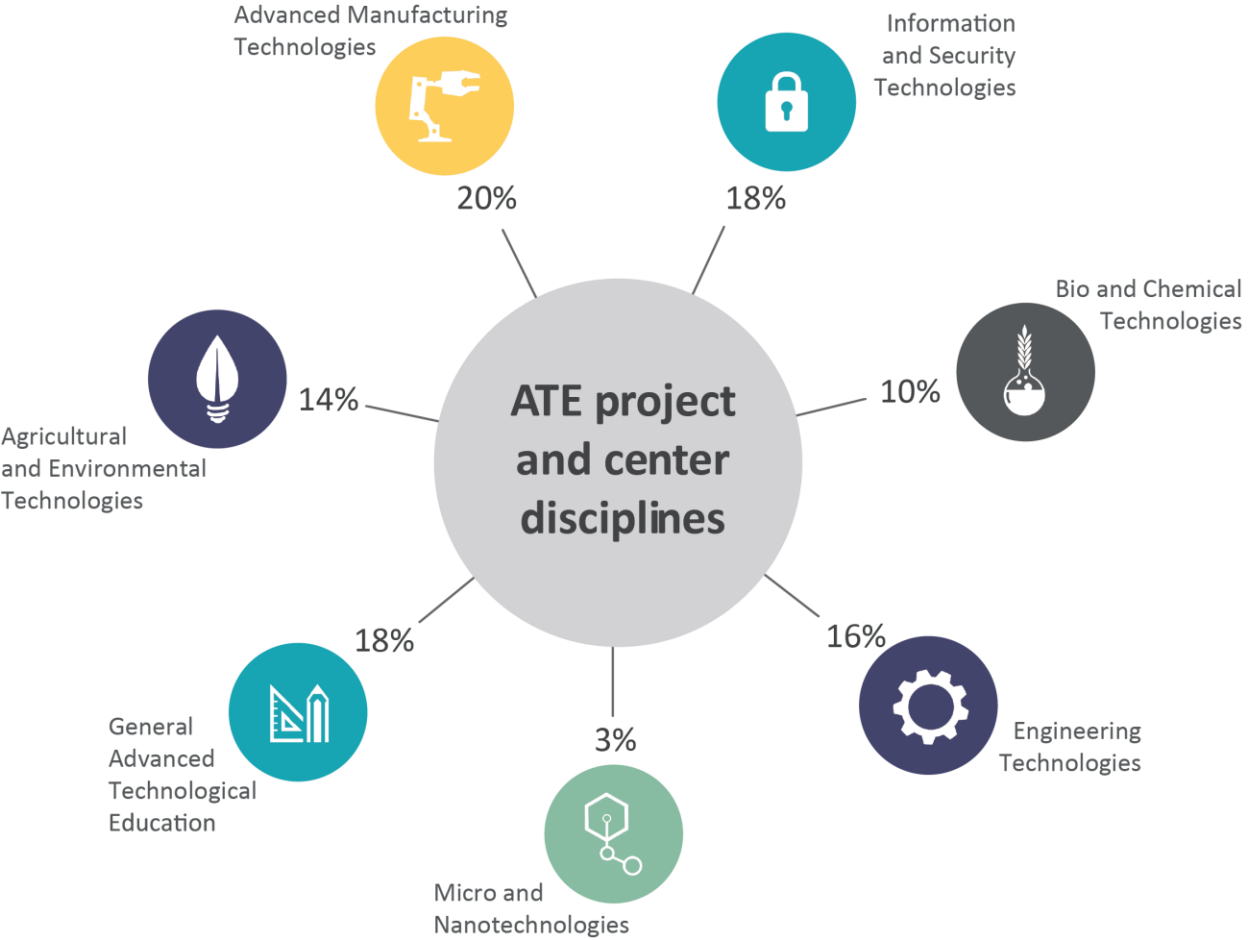 Advanced Manufacturing
Technologies
20%
Information
and Security
Technologies
18%
Bio and Chemical
Technologies
10%
ATE project
and center
disciplines
14%
Agricultural
and Environmental
Technologies
18%
General
Advanced
Technological
Education
3%
Micro and
Nanotechnologies
16%
Engineering
Technologies